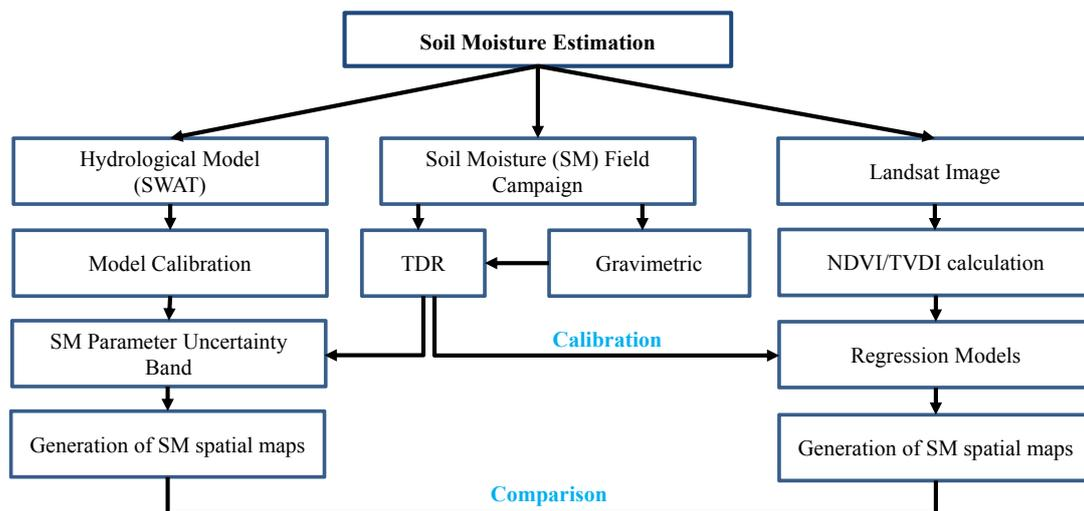 Soil Moisture Estimation
Hydrological Model
(SWAT)
Soil Moisture (SM) Field
Campaign
Landsat Image
Model Calibration
TDR
Gravimetric
NDVI/TVDI calculation
SM Parameter Uncertainty
Band
Calibration
Regression Models
Generation of SM spatial maps
Generation of SM spatial maps
Comparison